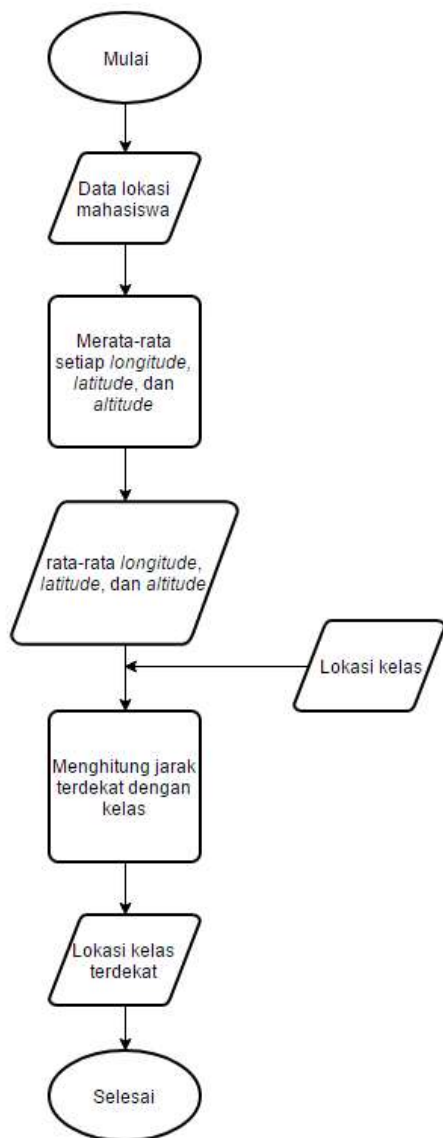 Mulai
Data lokasi
mahasiswa
Merata-rata
setiap longitude,
latitude, dan
altitude
rata-rata longitude,
latitude, dan altitude
Lokasi kelas
Menghitung jarak
terdekat dengan
kelas
Lokasi kelas
terdekat
Selesai